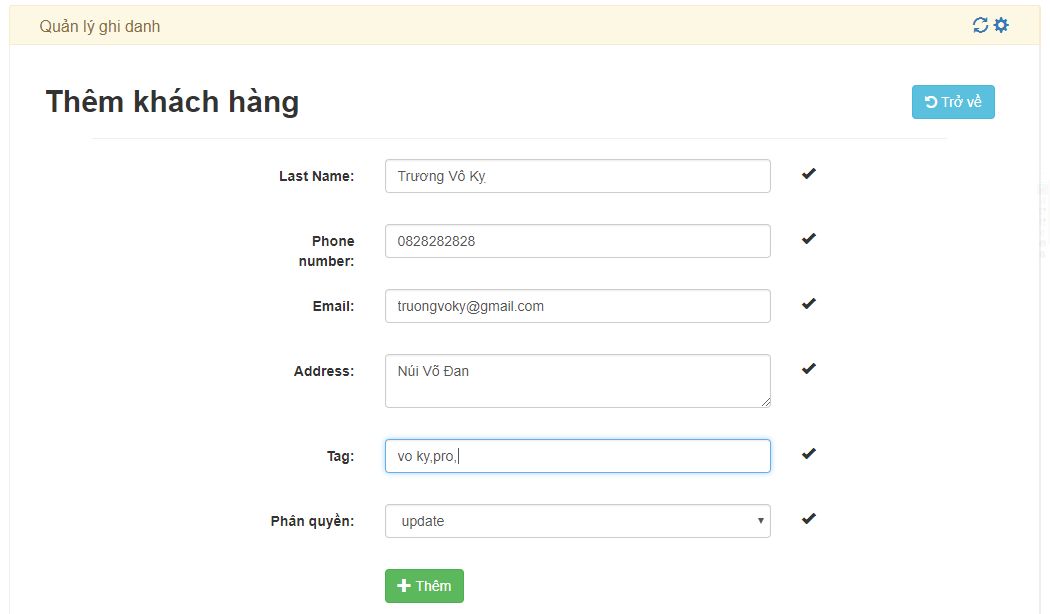 Quản lý ghi danh
Thêm khách hàng
Trở về
Last Name:
Trương Vô Kỵ
Phone
number:
0828282828
Email:
truongvoky@gmail.com
Address:
Núi Võ Đan
Tag:
vo ky,pro,
Phân quyền:
update
Thêm